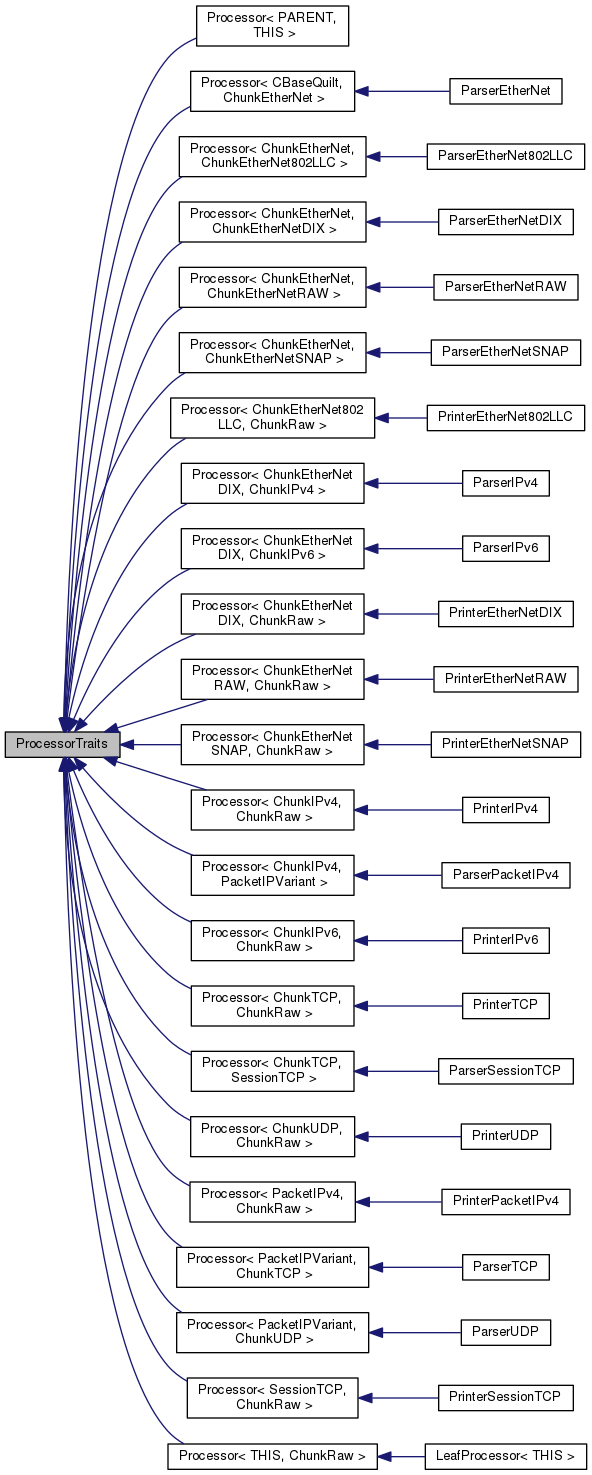 Processor< PARENT,
THIS >
Processor< CBaseQuilt,
ChunkEtherNet >
ParserEtherNet
Processor< ChunkEtherNet,
ChunkEtherNet802LLC >
ParserEtherNet802LLC
Processor< ChunkEtherNet,
ChunkEtherNetDIX >
ParserEtherNetDIX
Processor< ChunkEtherNet,
ChunkEtherNetRAW >
ParserEtherNetRAW
Processor< ChunkEtherNet,
ChunkEtherNetSNAP >
ParserEtherNetSNAP
Processor< ChunkEtherNet802
LLC, ChunkRaw >
PrinterEtherNet802LLC
Processor< ChunkEtherNet
DIX, ChunkIPv4 >
ParserIPv4
Processor< ChunkEtherNet
DIX, ChunkIPv6 >
ParserIPv6
Processor< ChunkEtherNet
DIX, ChunkRaw >
PrinterEtherNetDIX
Processor< ChunkEtherNet
RAW, ChunkRaw >
PrinterEtherNetRAW
ProcessorTraits
Processor< ChunkEtherNet
SNAP, ChunkRaw >
PrinterEtherNetSNAP
Processor< ChunkIPv4,
ChunkRaw >
PrinterIPv4
Processor< ChunkIPv4,
PacketIPVariant >
ParserPacketIPv4
Processor< ChunkIPv6,
ChunkRaw >
PrinterIPv6
Processor< ChunkTCP,
ChunkRaw >
PrinterTCP
Processor< ChunkTCP,
SessionTCP >
ParserSessionTCP
Processor< ChunkUDP,
ChunkRaw >
PrinterUDP
Processor< PacketIPv4,
ChunkRaw >
PrinterPacketIPv4
Processor< PacketIPVariant,
ChunkTCP >
ParserTCP
Processor< PacketIPVariant,
ChunkUDP >
ParserUDP
Processor< SessionTCP,
ChunkRaw >
PrinterSessionTCP
Processor< THIS, ChunkRaw >
LeafProcessor< THIS >